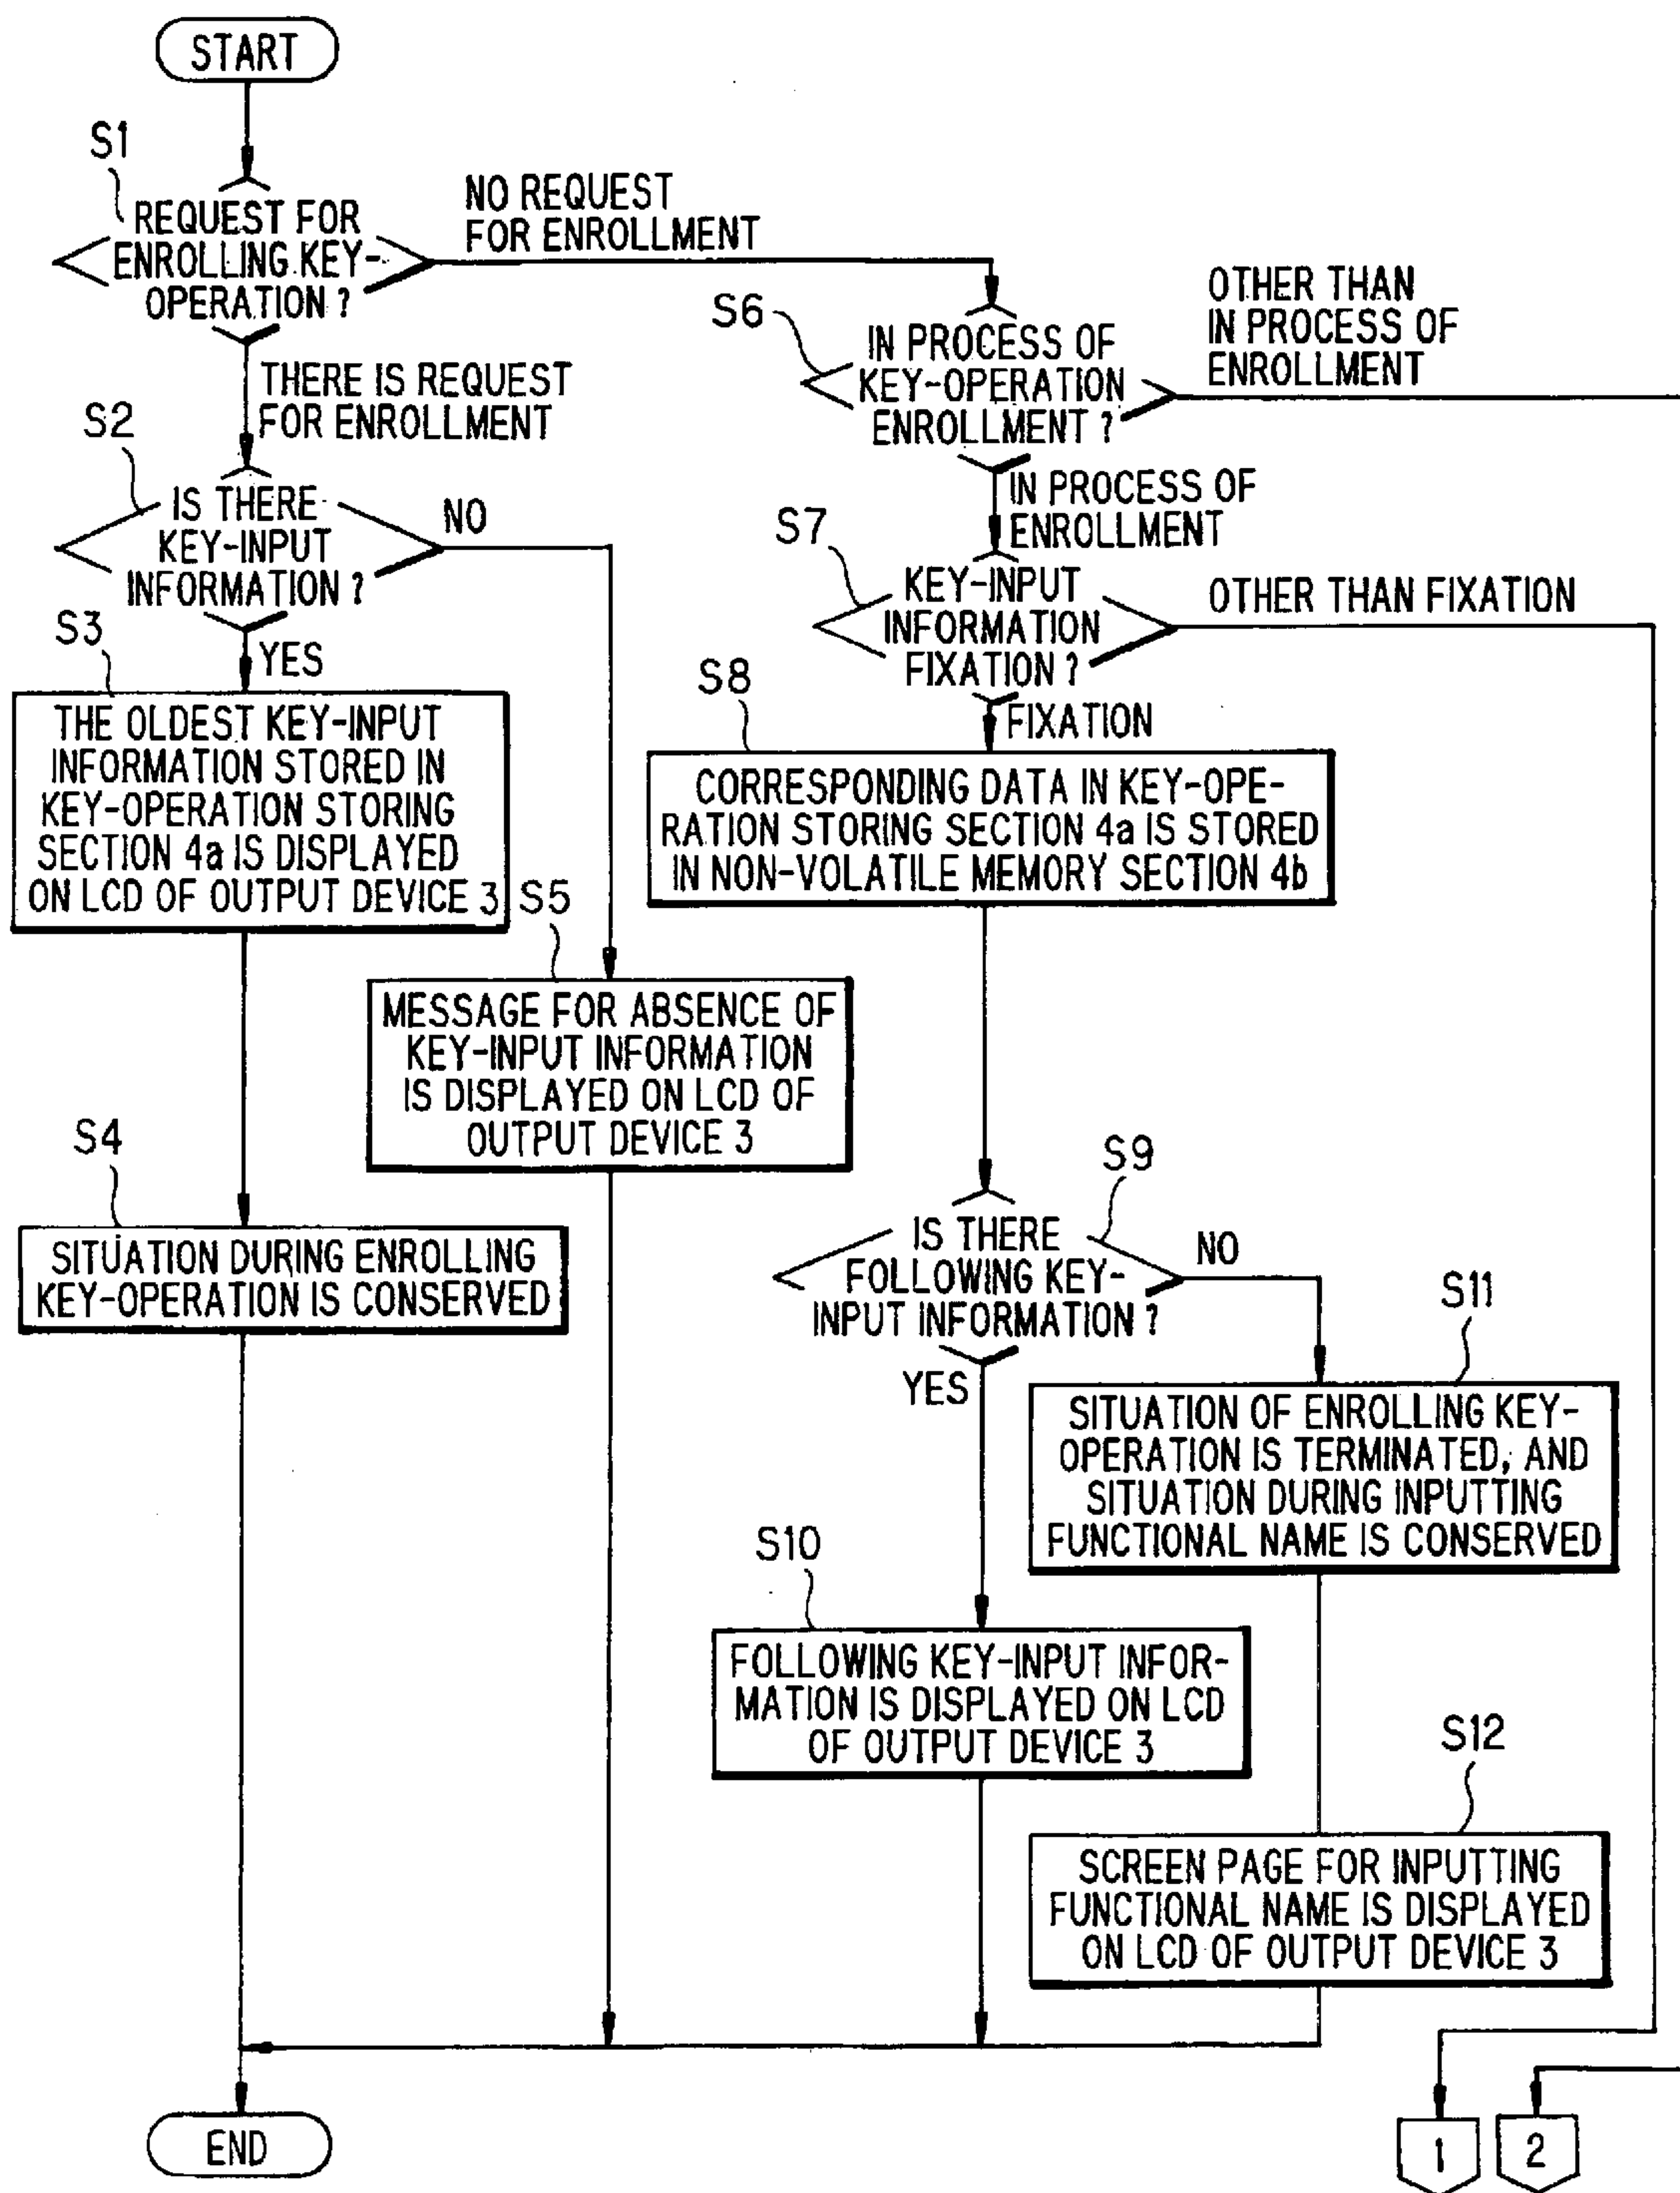 START
S1
REQUEST FOR
ENROLLING KEY-
OPERATION ?
NO REQUEST
FOR ENROLLMENT
THERE IS REQUEST
FOR ENROLLMENT
S2
IS THERE
KEY-INPUT
INFORMATION ?
NO
YES
S3
THE OLDEST KEY-INPUT
INFORMATION STORED IN
KEY-OPERATION STORING
SECTION 4a IS DISPLAYED
ON LCD OF OUTPUT DEVICE 3
S4
SITUATION DURING ENROLLING
KEY-OPERATION IS CONSERVED
S5
MESSAGE FOR ABSENCE OF
KEY-INPUT INFORMATION
IS DISPLAYED ON LCD OF
OUTPUT DEVICE 3
S6
IN PROCESS OF
KEY-OPERATION
ENROLLMENT ?
OTHER THAN
IN PROCESS OF
ENROLLMENT
IN PROCESS OF
ENROLLMENT
S7
KEY-INPUT
INFORMATION
FIXATION ?
OTHER THAN FIXATION
FIXATION
S8
CORRESPONDING DATA IN KEY-OPE-
RATION STORING SECTION 4a IS STORED
IN NON-VOLATILE MEMORY SECTION 4b
S9
IS THERE
FOLLOWING KEY-
INPUT INFORMATION ?
NO
YES
S10
FOLLOWING KEY-INPUT INFOR-
MATION IS DISPLAYED ON LCD
OF OUTPUT DEVICE 3
S11
SITUATION OF ENROLLING KEY-
OPERATION IS TERMINATED, AND
SITUATION DURING INPUTTING
FUNCTIONAL NAME IS CONSERVED
S12
SCREEN PAGE FOR INPUTTING
FUNCTIONAL NAME IS DISPLAYED
ON LCD OF OUTPUT DEVICE 3
END
1
2